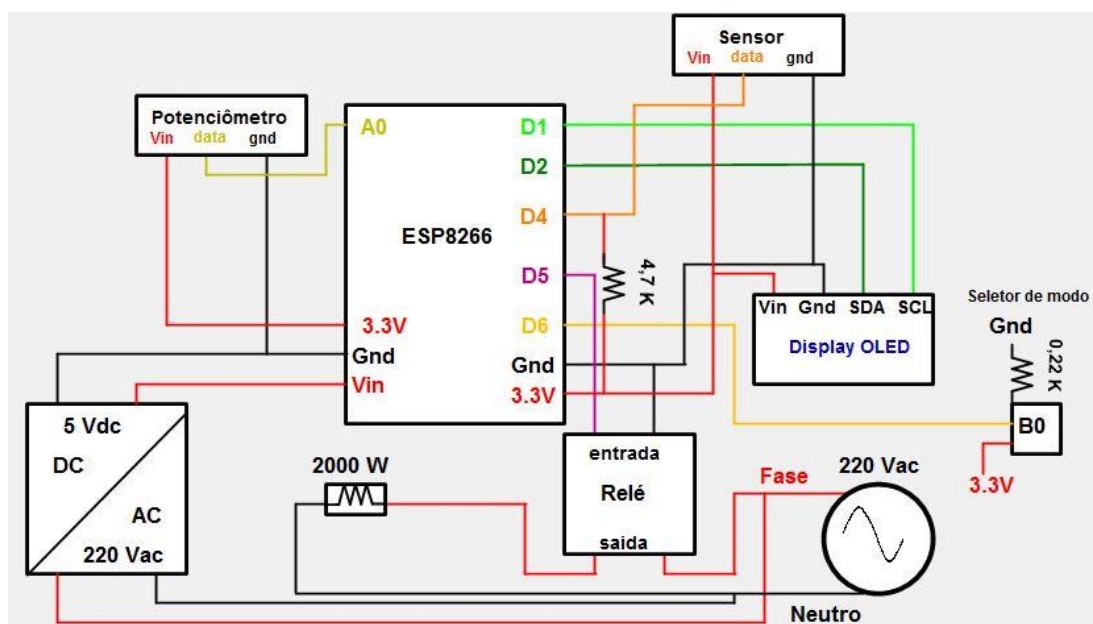 Sensor
Vin data gnd
Potenciômetro
Vin data gnd
ESP8266
A0
3.3V
Gnd
Vin
D1
D2
D4
D5
D6
Gnd
3.3V
4,7 K
Vin Gnd SDA SCL
Display OLED
Seletor de modo
Gnd
0,22 K
B0
3.3V
5 Vdc
DC
AC
220 Vac
2000 W
entrada
Relé
saida
Fase
220 Vac
Neutro